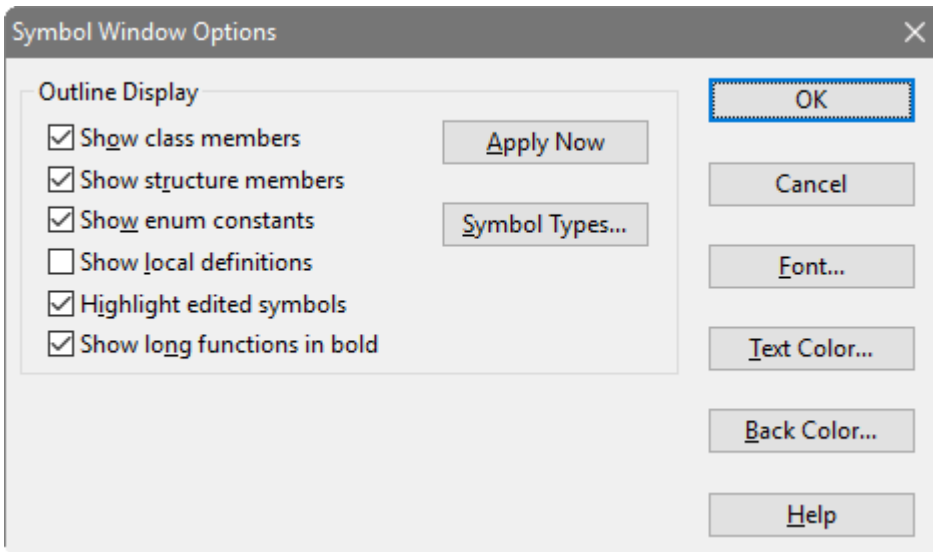 Symbol Window Options
Outline Display
Show class members
Show structure members
Show enum constants
Show local definitions
Highlight edited symbols
Show long functions in bold
Apply Now
Symbol Types...
OK
Cancel
Font...
Text Color...
Back Color...
Help